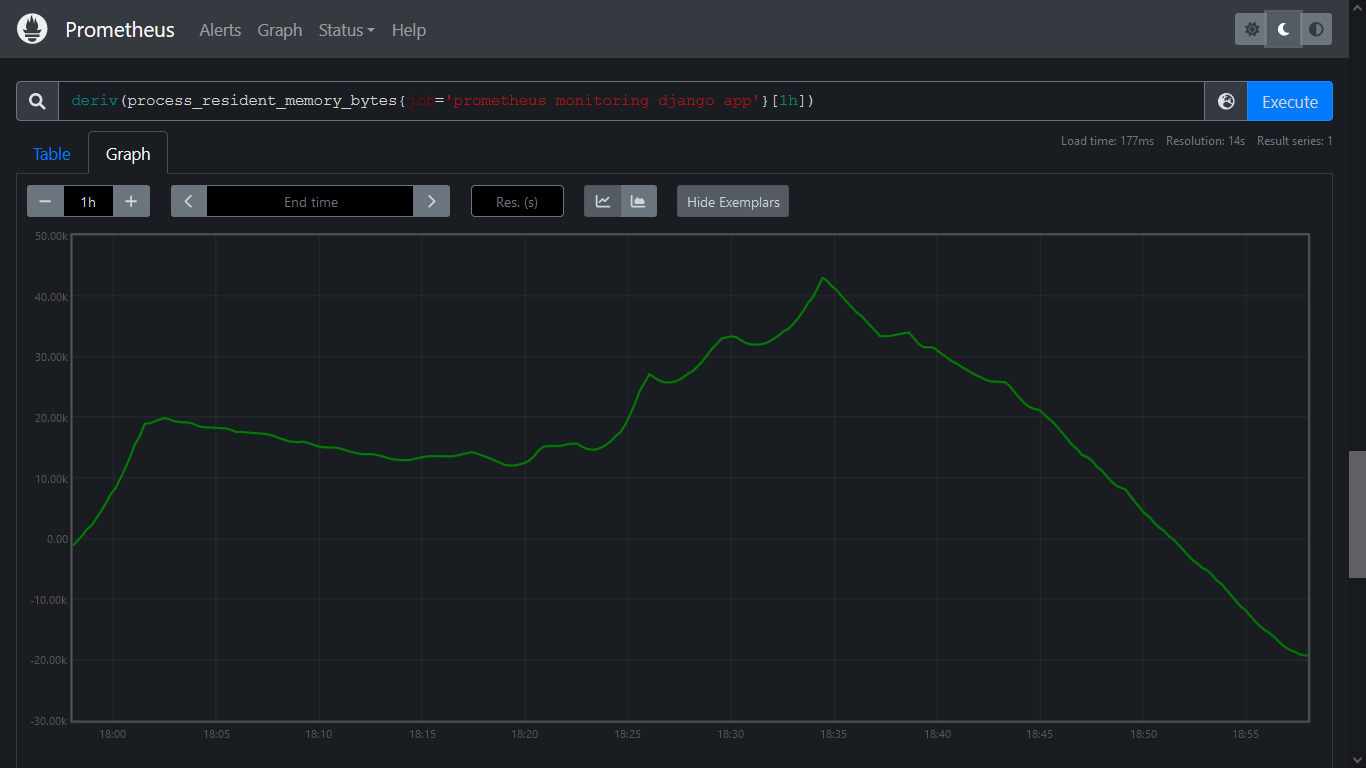 Prometheus Alerts Graph Status Help
deriv(process_resident_memory_bytes{job='prometheus monitoring django app'}[1h]) Execute
Load time: 177ms Resolution: 14s Result series: 1
Table Graph
1h End time Res. (s) Hide Exemplars
50.00k
40.00k
30.00k
20.00k
10.00k
0.00
-10.00k
-20.00k
-30.00k
18:00 18:05 18:10 18:15 18:20 18:25 18:30 18:35 18:40 18:45 18:50 18:55